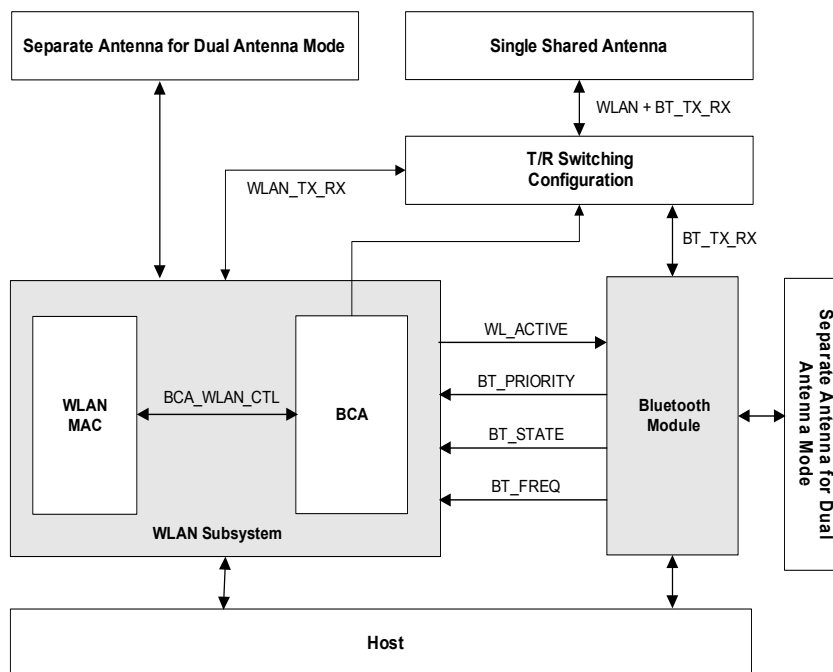 Separate Antenna for Dual Antenna Mode
Single Shared Antenna
WLAN + BT_TX_RX
T/R Switching
Configuration
WLAN_TX_RX
BT_TX_RX
WL_ACTIVE
BT_PRIORITY
BT_STATE
BT_FREQ
WLAN
MAC
BCA_WLAN_CTL
BCA
WLAN Subsystem
Bluetooth
Module
Separate Antenna for Dual
Antenna Mode
Host